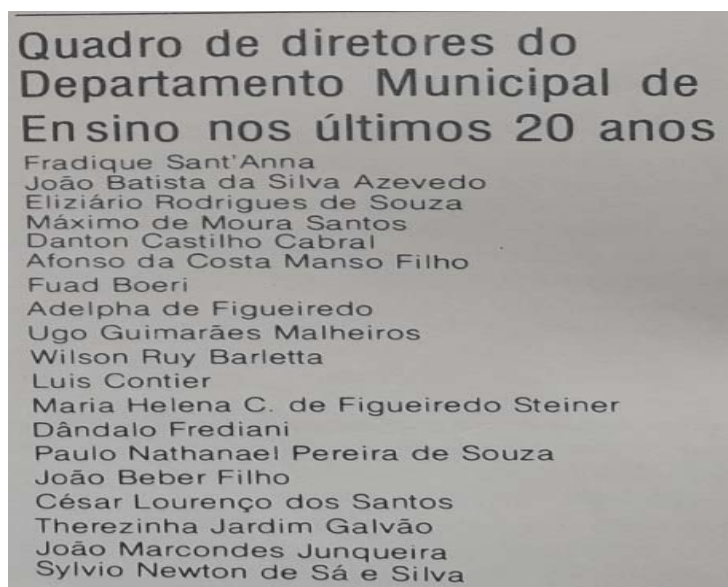 Quadro de diretores do
Departamento Municipal de
Ensino nos últimos 20 anos
Fradique Sant'Anna
João Batista da Silva Azevedo
Eliziário Rodrigues de Souza
Máximo de Moura Santos
Danton Castilho Cabral
Afonso da Costa Manso Filho
Fuad Boeri
Adelpha de Figueiredo
Ugo Guimarães Malheiros
Wilson Ruy Barletta
Luis Contier
Maria Helena C. de Figueiredo Steiner
Dândalo Frediani
Paulo Nathanael Pereira de Souza
João Beber Filho
César Lourenço dos Santos
Therezinha Jardim Galvão
João Marcondes Junqueira
Sylvio Newton de Sá e Silva